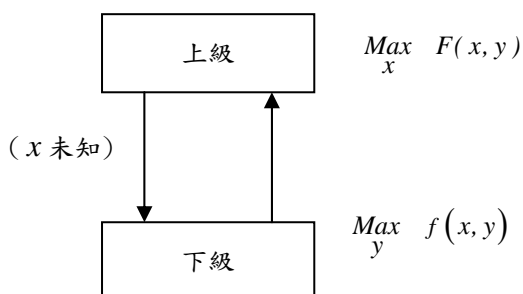 上級
Max F( x, y )
x
( x 未知)
Max f(x, y)
y
下級